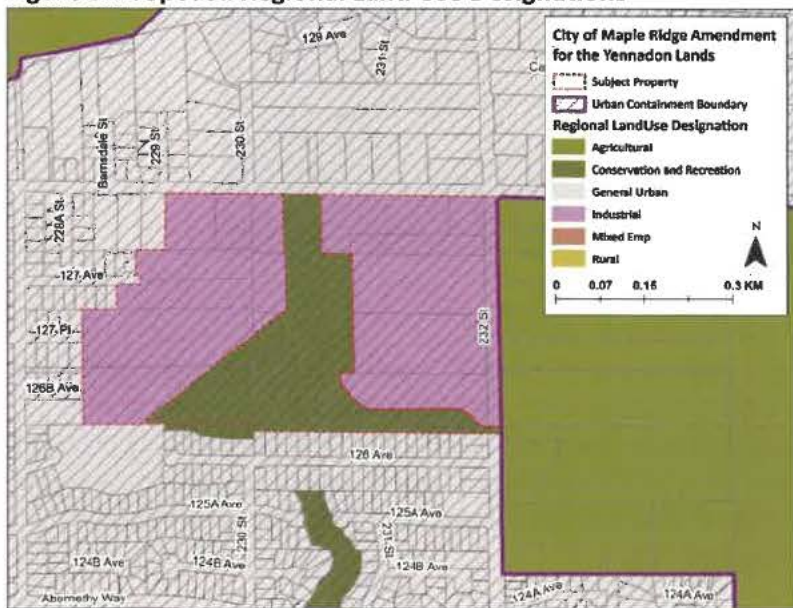 City of Maple Ridge Amendment
for the Yennadon Lands
Subject Property
Urban Containment Boundary
Regional LandUse Designation
Agricultural
Conservation and Recreation
General Urban
Industrial
Mixed Emp
Rural
N
0 0.07 0.16 0.3 KM
129 Ave
231 St
Barnsdale St
229 St
230 St
228A St
127 Ave
127 Pl
126B Ave
232 St
126 Ave
125A Ave
125A Ave
230 St
231 St
124B Ave
124B Ave
124B Ave
Abernethy Way
124A Ave
124A Ave